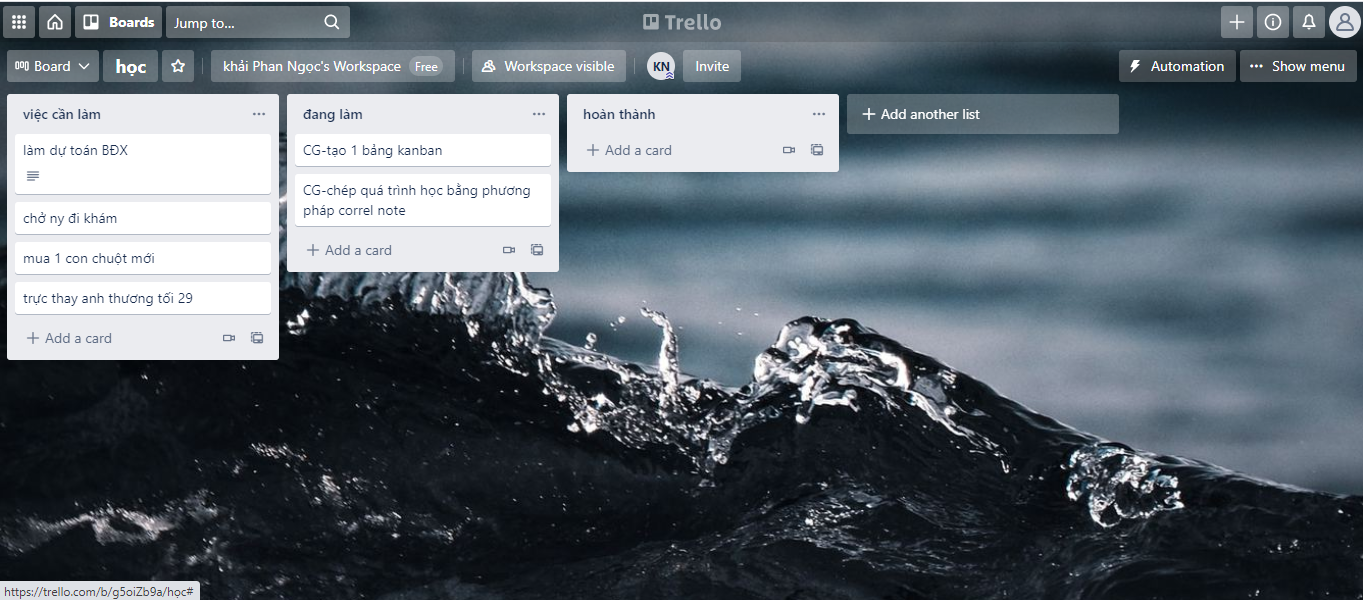 Boards
Jump to...
Trello
Board
học
khải Phan Ngọc's Workspace Free
Workspace visible
KN
Invite
Automation
Show menu
việc cần làm
làm dự toán BĐX
chở ny đi khám
mua 1 con chuột mới
trực thay anh thương tối 29
+ Add a card
đang làm
CG-tạo 1 bảng kanban
CG-chép quá trình học bằng phương
pháp correl note
+ Add a card
hoàn thành
+ Add a card
+ Add another list
https://trello.com/b/g5oiZb9a/học#